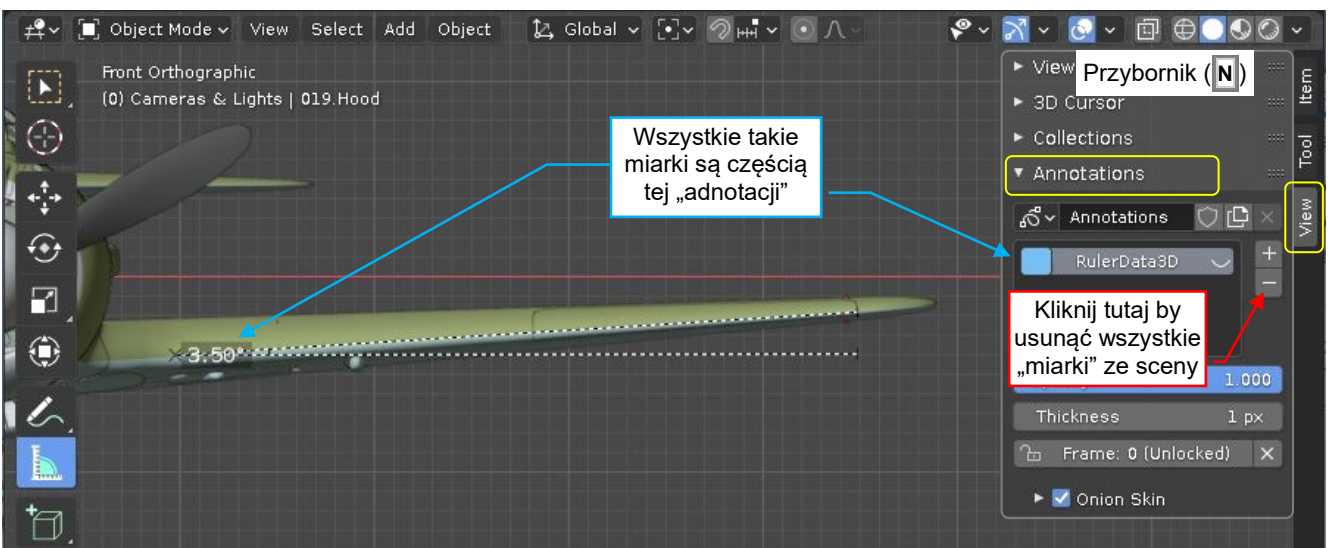 Object Mode View Select Add Object Global
Front Orthographic
(0) Cameras & Lights | 019.Hood
Wszystkie takie
miarki są częścią
tej „adnotacji”
3.50°
View
Przybornik (N)
3D Cursor
Collections
Annotations
Annotations
RulerData3D
Kliknij tutaj by
usunąć wszystkie
„miarki” ze sceny
1.000
Thickness 1 px
Frame: 0 (Unlocked)
Onion Skin
Item
Tool
View